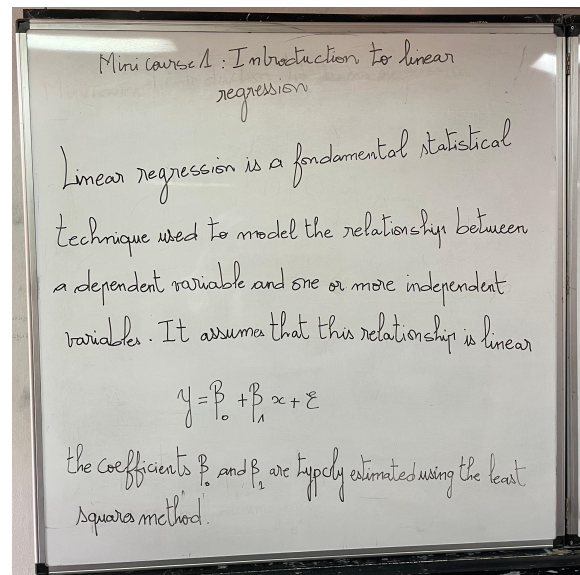 Mini course 1 : Introduction to linear
regression
Linear regression is a fondamental statistical
technique used to model the relationship between
a dependent variable and one or more independent
variables. It assumes that this relationship is linear
y = β₀ + β₁ x + ε
the coefficients β₀ and β₁ are typcly estimated using the least
squares method.